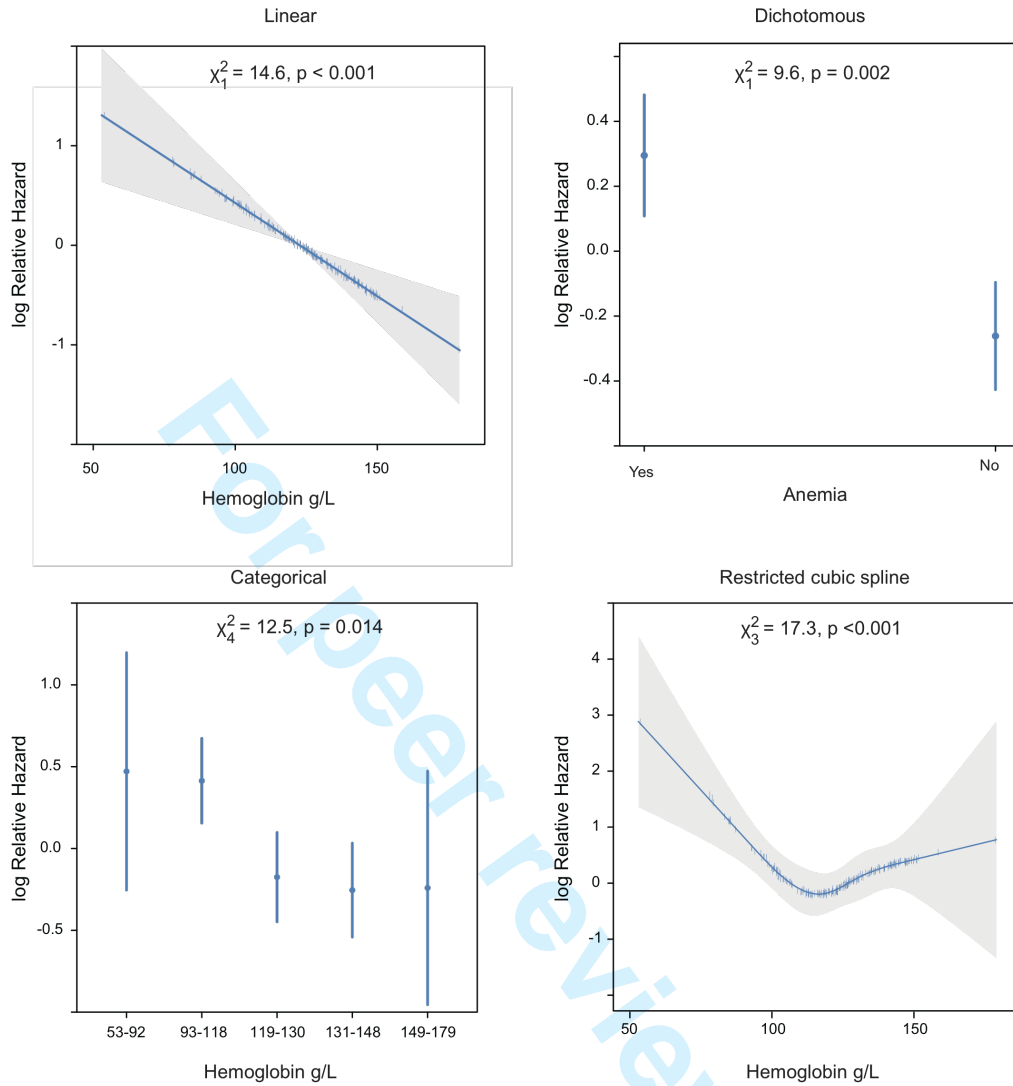 Linear
χ²₁ = 14.6, p < 0.001
log Relative Hazard
1
0
-1
50 100 150
Hemoglobin g/L
Dichotomous
χ²₁ = 9.6, p = 0.002
log Relative Hazard
0.4
0.2
0.0
-0.2
-0.4
Yes No
Anemia
Categorical
χ²₄ = 12.5, p = 0.014
log Relative Hazard
1.0
0.5
0.0
-0.5
53-92 93-118 119-130 131-148 149-179
Hemoglobin g/L
Restricted cubic spline
χ²₃ = 17.3, p <0.001
log Relative Hazard
4
3
2
1
0
-1
50 100 150
Hemoglobin g/L
For peer review